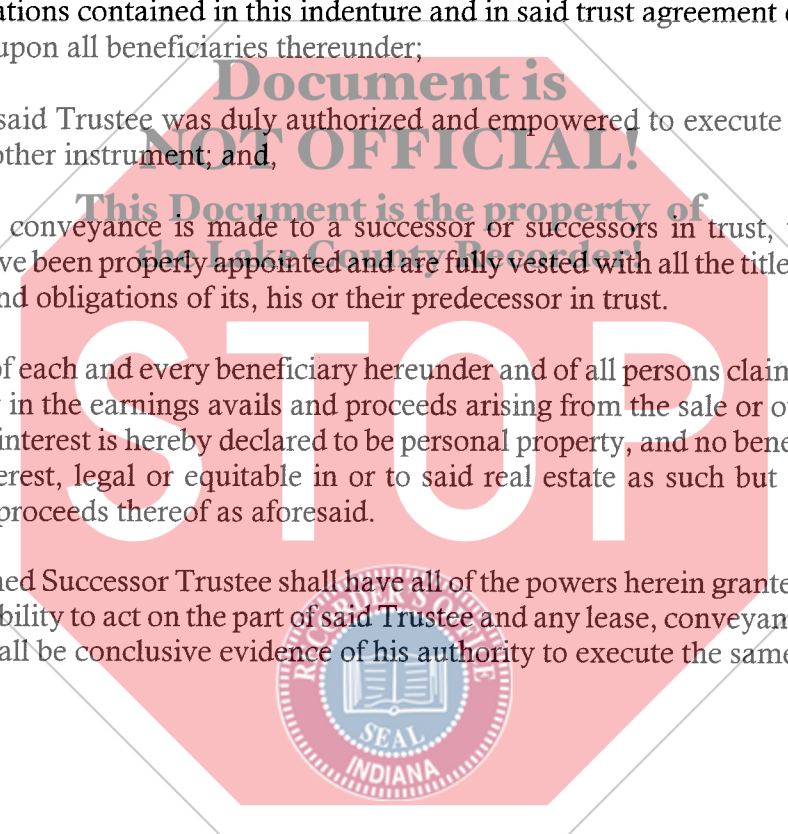 ations contained in this indenture and in said trust agreement
upon all beneficiaries thereunder;
Document is
said Trustee was duly authorized and empowered to execute
NOT OFFICIAL!
other instrument; and,
This Document is the property of
conveyance is made to a successor or successors in trust,
the Lake County Recorder!
ve been properly appointed and are fully vested with all the title
nd obligations of its, his or their predecessor in trust.
STOP
of each and every beneficiary hereunder and of all persons claim
in the earnings avails and proceeds arising from the sale or o
interest is hereby declared to be personal property, and no bene
erest, legal or equitable in or to said real estate as such but
proceeds thereof as aforesaid.
ned Successor Trustee shall have all of the powers herein grante
bility to act on the part of said Trustee and any lease, conveyan
all be conclusive evidence of his authority to execute the same
RECORDER'S OFFICE
SEAL
INDIANA